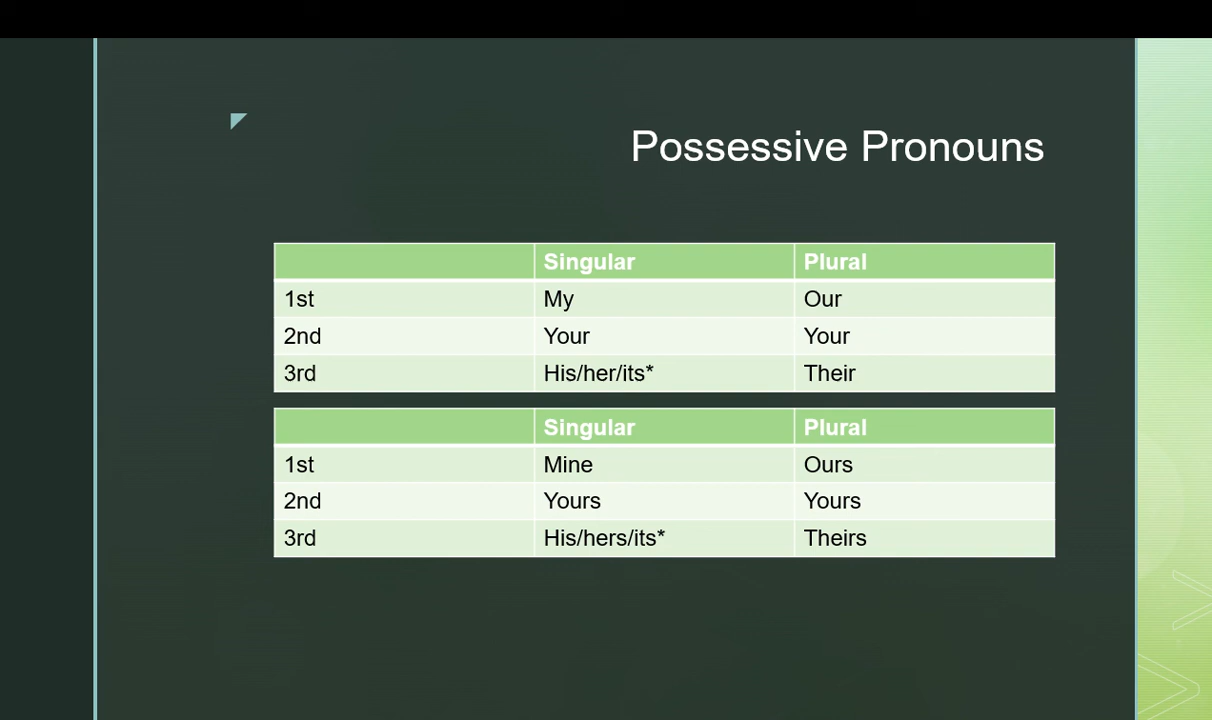 Possessive Pronouns
Singular Plural
1st My Our
2nd Your Your
3rd His/her/its* Their
Singular Plural
1st Mine Ours
2nd Yours Yours
3rd His/hers/its* Theirs